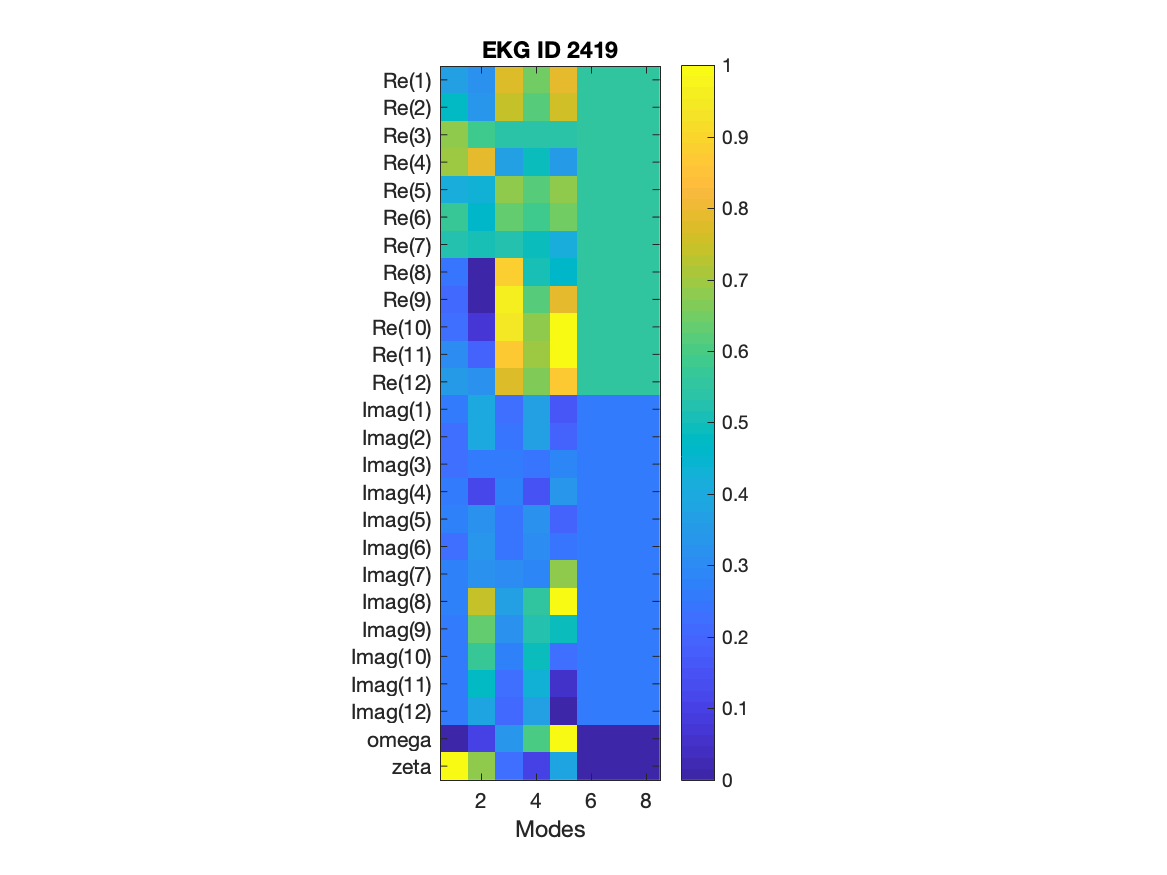 EKG ID 2419
Re(1)
Re(2)
Re(3)
Re(4)
Re(5)
Re(6)
Re(7)
Re(8)
Re(9)
Re(10)
Re(11)
Re(12)
Imag(1)
Imag(2)
Imag(3)
Imag(4)
Imag(5)
Imag(6)
Imag(7)
Imag(8)
Imag(9)
Imag(10)
Imag(11)
Imag(12)
omega
zeta
2 4 6 8
Modes
1
0.9
0.8
0.7
0.6
0.5
0.4
0.3
0.2
0.1
0